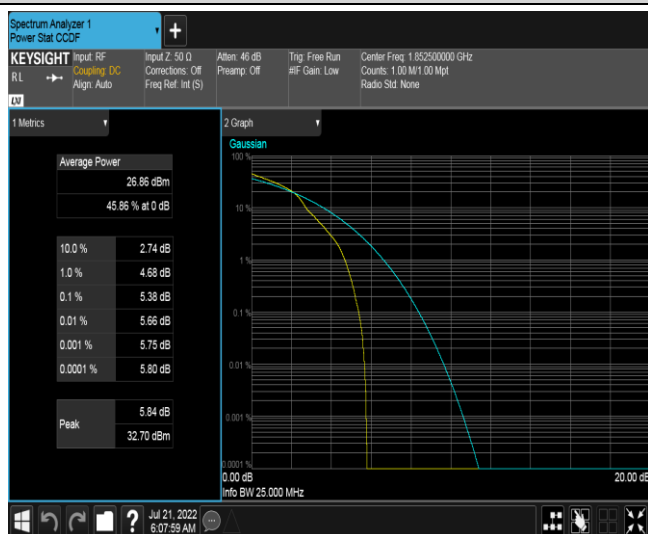 Spectrum Analyzer 1
Power Stat CCDF
+
KEYSIGHT
Input: RF
Input Z: 50 Ω
Atten: 46 dB
Trig: Free Run
Center Freq: 1.852500000 GHz
R L
Coupling: DC
Corrections: Off
Preamp: Off
#IF Gain: Low
Counts: 1.00 M/1.00 Mpt
Align: Auto
Freq Ref: Int (S)
Radio Std: None
LXI
1 Metrics
2 Graph
Gaussian
Average Power
26.86 dBm
45.86 % at 0 dB
10.0 % 2.74 dB
1.0 % 4.68 dB
0.1 % 5.38 dB
0.01 % 5.66 dB
0.001 % 5.75 dB
0.0001 % 5.80 dB
Peak
5.84 dB
32.70 dBm
100 %
10 %
1 %
0.1 %
0.01 %
0.001 %
0.0001 %
0.00 dB
20.00 dB
Info BW 25.000 MHz
?
Jul 21, 2022
6:07:59 AM